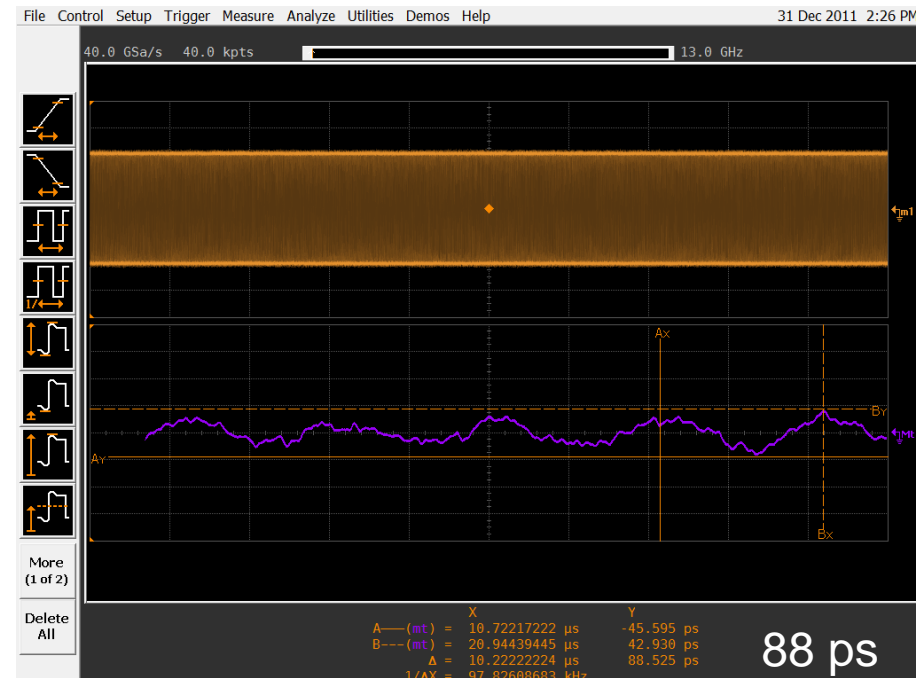 File Control Setup Trigger Measure Analyze Utilities Demos Help 31 Dec 2011 2:26 PM
40.0 GSa/s 40.0 kpts 13.0 GHz
m1
1/
Ax
By
Mt
Ay
Bx
More
(1 of 2)
Delete
All
X Y
A——(mt) = 10.72217222 µs -45.595 ps
B---(mt) = 20.94439445 µs 42.930 ps
Δ = 10.22222224 µs 88.525 ps
1/ΔX = 97.82608683 kHz
88 ps